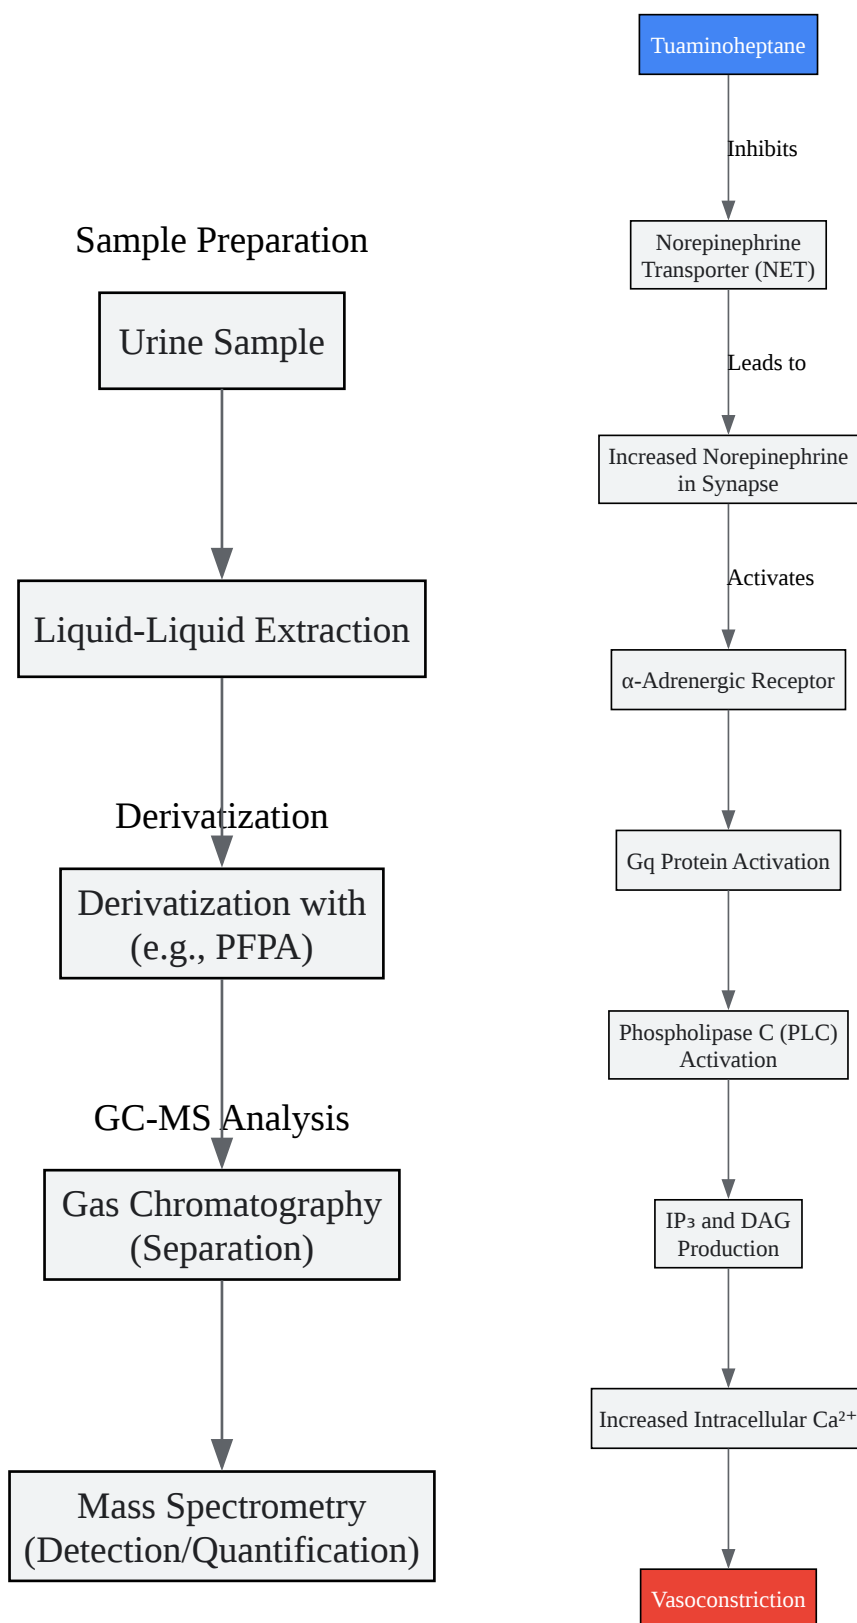 Sample Preparation
Urine Sample
Liquid-Liquid Extraction
Derivatization
Derivatization with
(e.g., PFPA)
GC-MS Analysis
Gas Chromatography
(Separation)
Mass Spectrometry
(Detection/Quantification)
Tuaminoheptane
Inhibits
Norepinephrine
Transporter (NET)
Leads to
Increased Norepinephrine
in Synapse
Activates
α-Adrenergic Receptor
Gq Protein Activation
Phospholipase C (PLC)
Activation
IP₃ and DAG
Production
Increased Intracellular Ca²⁺
Vasoconstriction